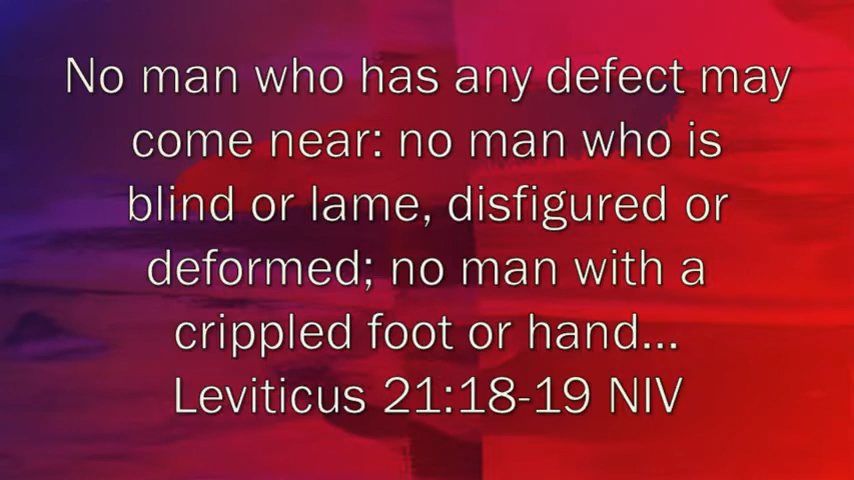 No man who has any defect may
come near: no man who is
blind or lame, disfigured or
deformed; no man with a
crippled foot or hand...
Leviticus 21:18-19 NIV